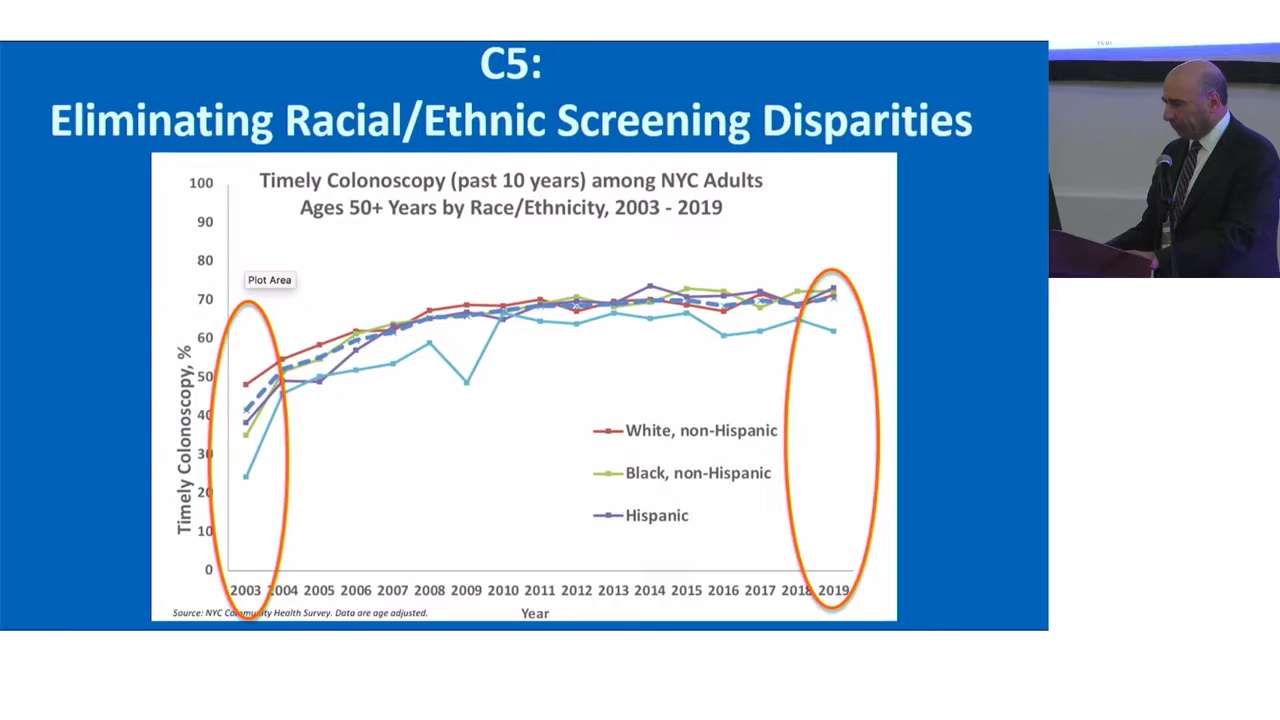 C5:
Eliminating Racial/Ethnic Screening Disparities
Timely Colonoscopy (past 10 years) among NYC Adults
Ages 50+ Years by Race/Ethnicity, 2003 - 2019
100
90
80
70
60
50
40
30
20
10
0
Timely Colonoscopy, %
Plot Area
White, non-Hispanic
Black, non-Hispanic
Hispanic
2003 2004 2005 2006 2007 2008 2009 2010 2011 2012 2013 2014 2015 2016 2017 2018 2019
Year
Source: NYC Community Health Survey. Data are age adjusted.